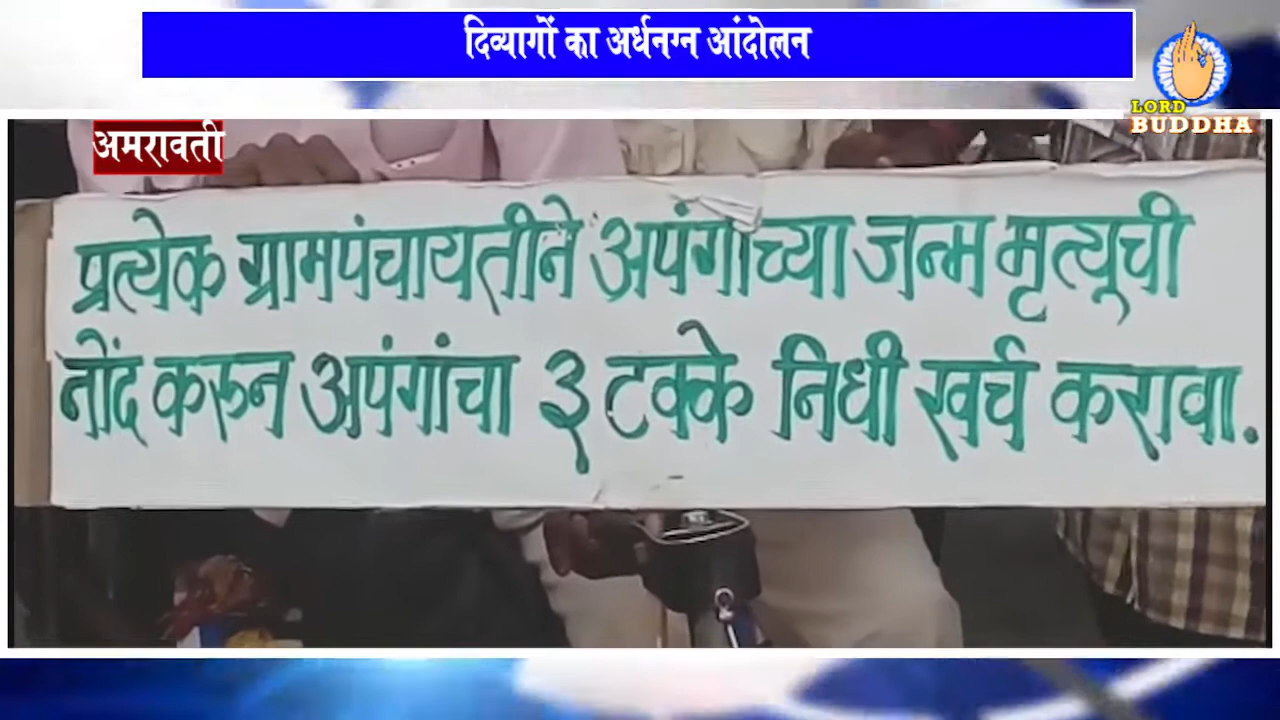 दिव्यागों का अर्धनग्न आंदोलन
LORD
BUDDHA
अमरावती
प्रत्येक ग्रामपंचायतीने अपंगांच्या जन्म मृत्यूची
नोंद करून अपंगांचा ३ टक्के निधी खर्च करावा.